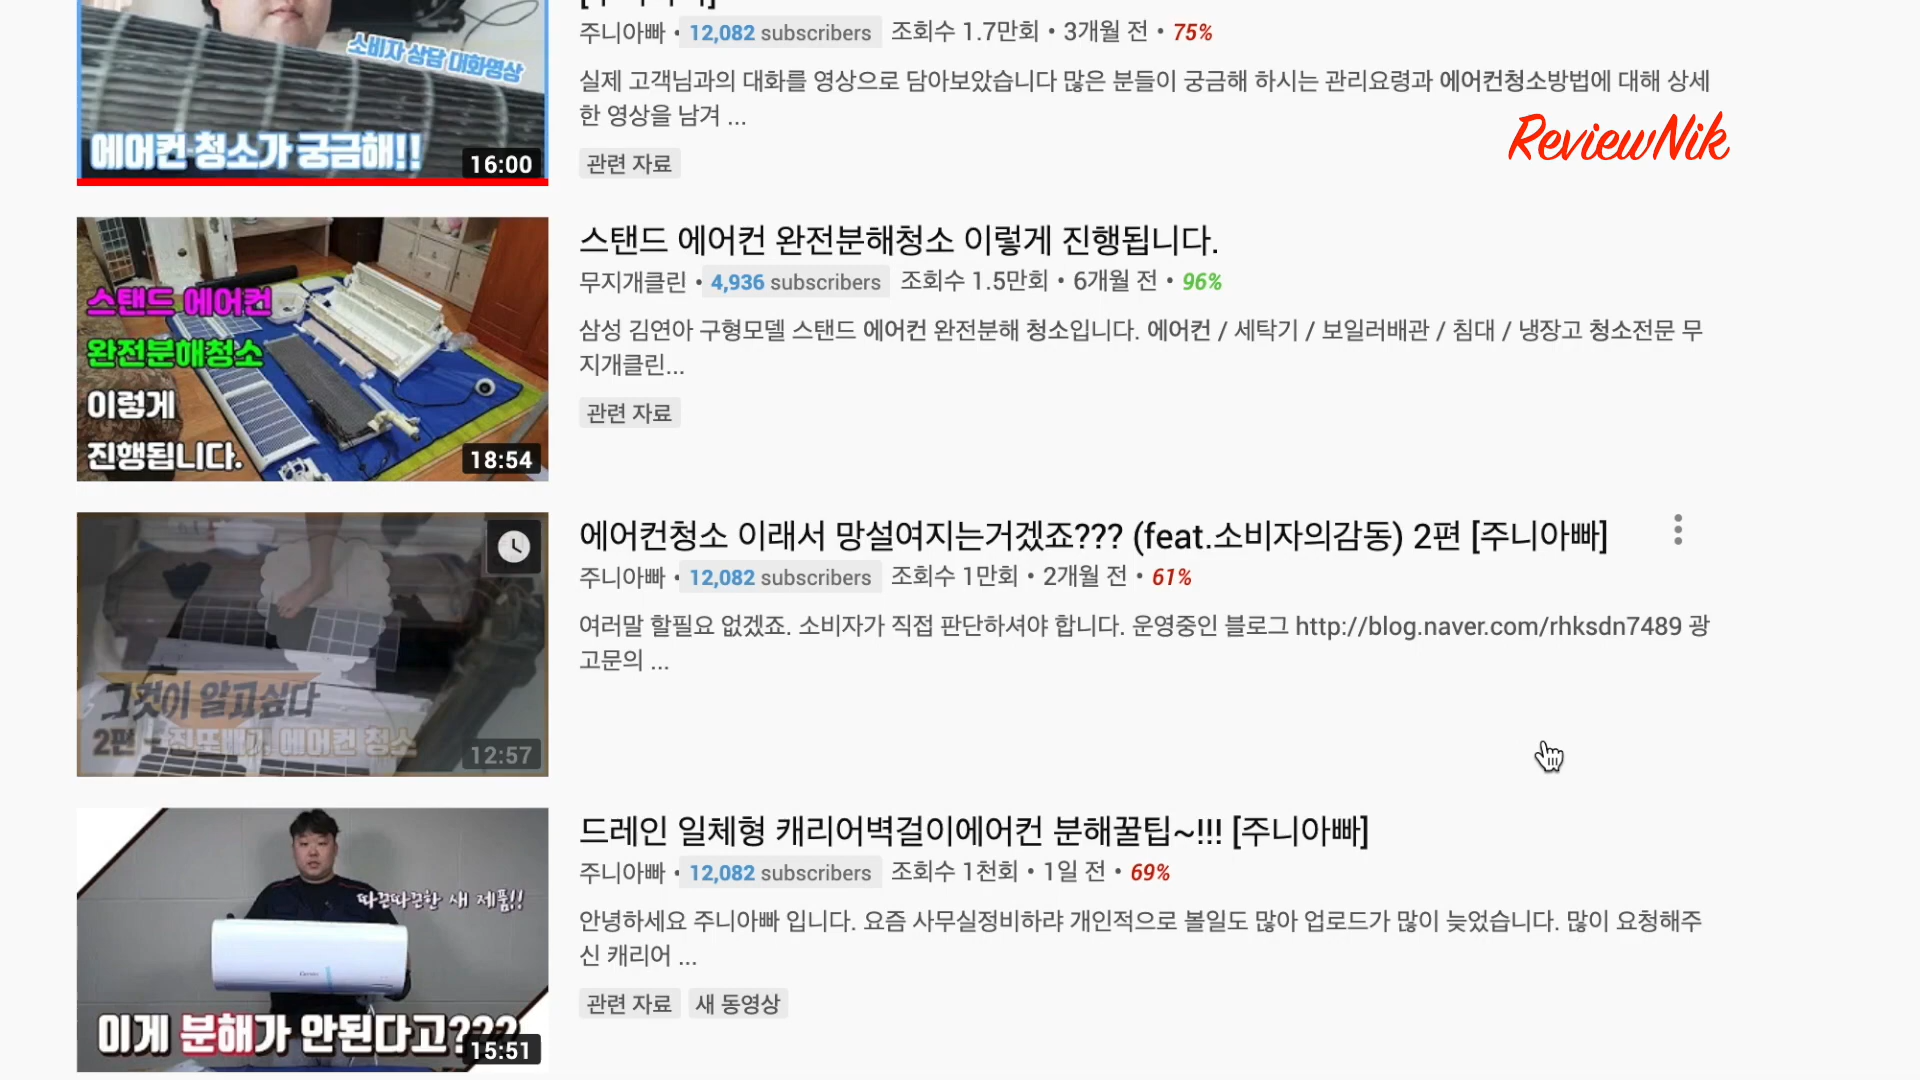 주니아빠 • 12,082 subscribers 조회수 1.7만회 • 3개월 전 • 75%
소비자 상담 대화영상
실제 고객님과의 대화를 영상으로 담아보았습니다 많은 분들이 궁금해 하시는 관리요령과 에어컨청소방법에 대해 상세
한 영상을 남겨 ...
ReviewNik
에어컨 청소가 궁금해!!
16:00
관련 자료
스탠드 에어컨 완전분해청소 이렇게 진행됩니다.
무지개클린 • 4,936 subscribers 조회수 1.5만회 • 6개월 전 • 96%
스탠드 에어컨
완전분해청소
이렇게
진행됩니다.
18:54
삼성 김연아 구형모델 스탠드 에어컨 완전분해 청소입니다. 에어컨 / 세탁기 / 보일러배관 / 침대 / 냉장고 청소전문 무
지개클린...
관련 자료
에어컨청소 이래서 망설여지는거겠죠??? (feat.소비자의감동) 2편 [주니아빠]
주니아빠 • 12,082 subscribers 조회수 1만회 • 2개월 전 • 61%
여러말 할필요 없겠죠. 소비자가 직접 판단하셔야 합니다. 운영중인 블로그 http://blog.naver.com/rhksdn7489 광
고문의 ...
그것이 알고싶다
2편 에어컨 청소
12:57
드레인 일체형 캐리어벽걸이에어컨 분해꿀팁~!!! [주니아빠]
주니아빠 • 12,082 subscribers 조회수 1천회 • 1일 전 • 69%
따끈따끈한 새 제품!!
안녕하세요 주니아빠 입니다. 요즘 사무실정비하랴 개인적으로 볼일도 많아 업로드가 많이 늦었습니다. 많이 요청해주
신 캐리어 ...
관련 자료 새 동영상
이게 분해가 안된다고???
15:51